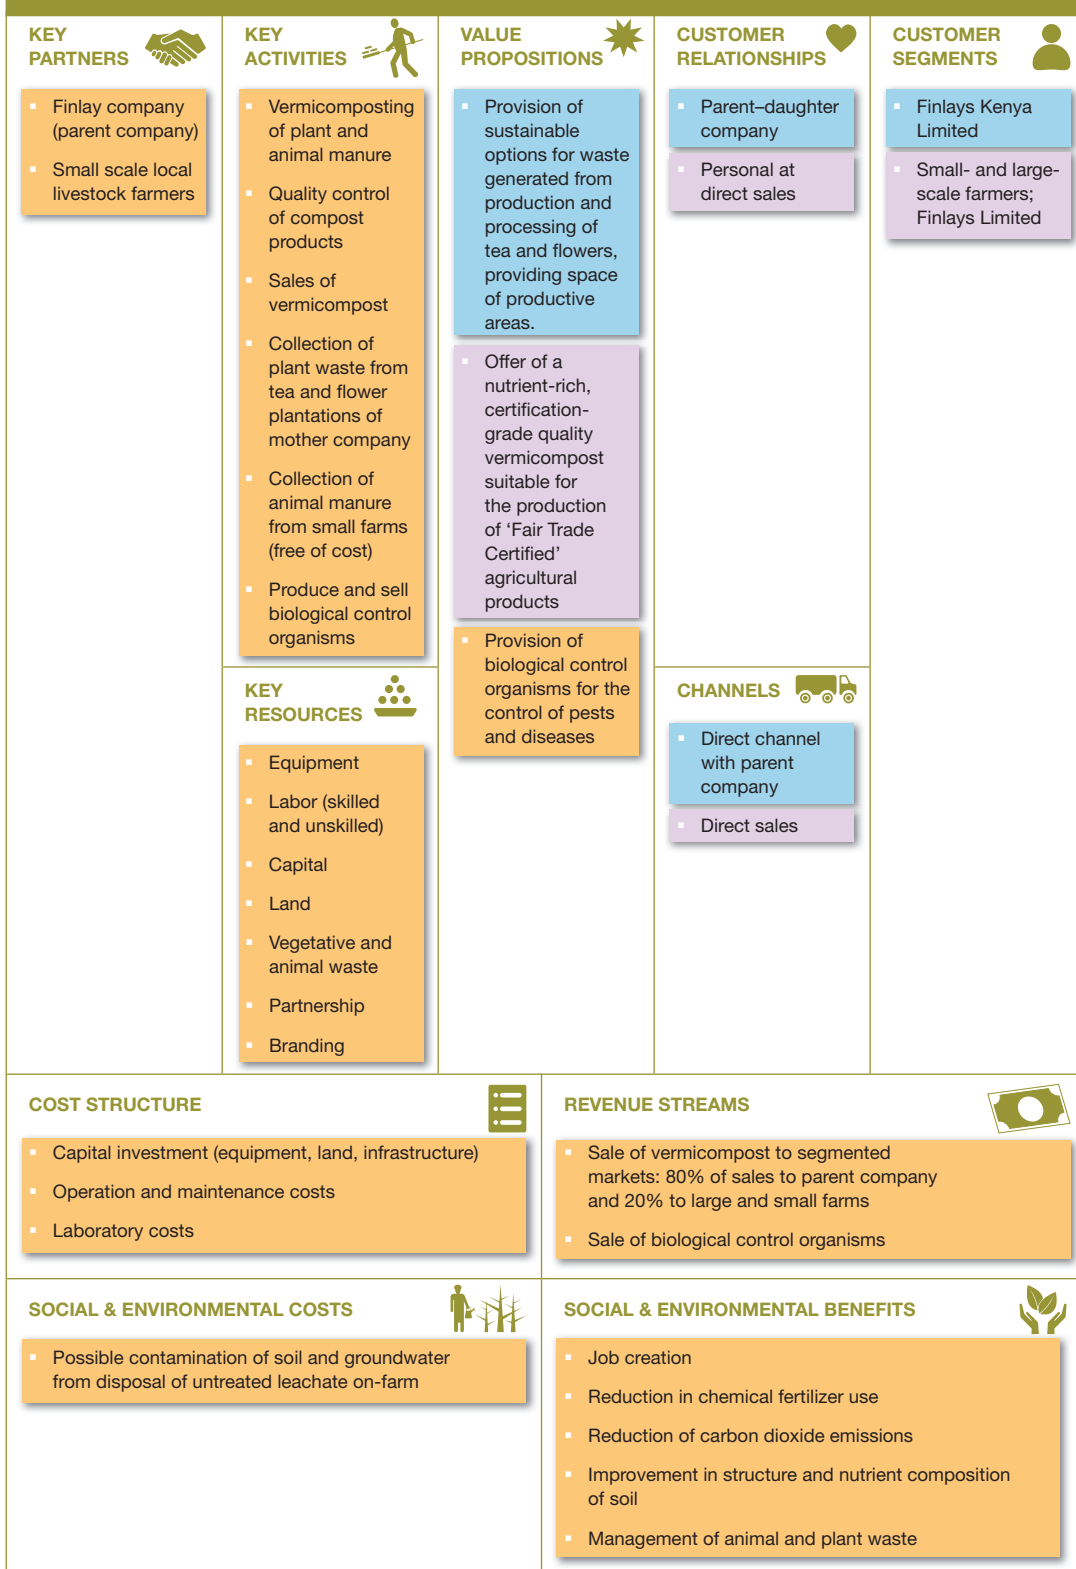 KEY
PARTNERS
Finlay company
(parent company)
Small scale local
livestock farmers
KEY
ACTIVITIES
Vermicomposting
of plant and
animal manure
Quality control
of compost
products
Sales of
vermicompost
Collection of
plant waste from
tea and flower
plantations of
mother company
Collection of
animal manure
from small farms
(free of cost)
Produce and sell
biological control
organisms
KEY
RESOURCES
Equipment
Labor (skilled
and unskilled)
Capital
Land
Vegetative and
animal waste
Partnership
Branding
VALUE
PROPOSITIONS
Provision of
sustainable
options for waste
generated from
production and
processing of
tea and flowers,
providing space
of productive
areas.
Offer of a
nutrient-rich,
certification-
grade quality
vermicompost
suitable for
the production
of ‘Fair Trade
Certified’
agricultural
products
Provision of
biological control
organisms for the
control of pests
and diseases
CUSTOMER
RELATIONSHIPS
Parent–daughter
company
Personal at
direct sales
CHANNELS
Direct channel
with parent
company
Direct sales
CUSTOMER
SEGMENTS
Finlays Kenya
Limited
Small- and large-
scale farmers;
Finlays Limited
COST STRUCTURE
Capital investment (equipment, land, infrastructure)
Operation and maintenance costs
Laboratory costs
REVENUE STREAMS
Sale of vermicompost to segmented
markets: 80% of sales to parent company
and 20% to large and small farms
Sale of biological control organisms
SOCIAL & ENVIRONMENTAL COSTS
Possible contamination of soil and groundwater
from disposal of untreated leachate on-farm
SOCIAL & ENVIRONMENTAL BENEFITS
Job creation
Reduction in chemical fertilizer use
Reduction of carbon dioxide emissions
Improvement in structure and nutrient composition
of soil
Management of animal and plant waste